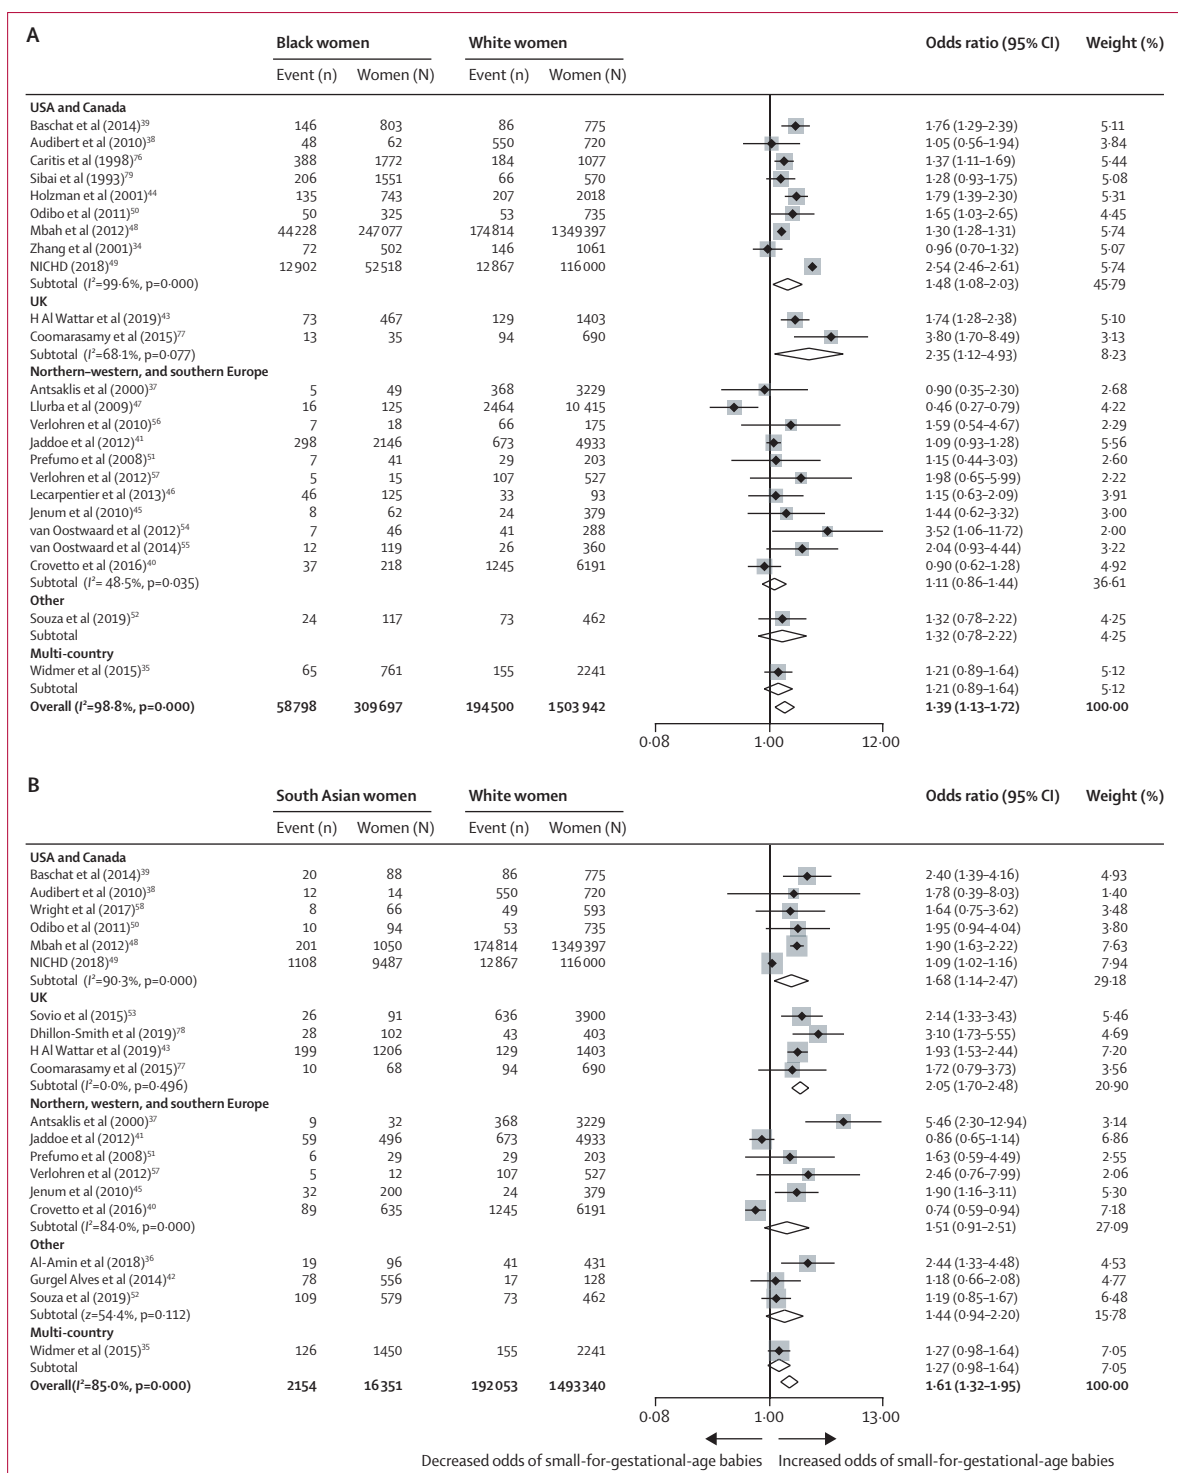 A
Black women White women Odds ratio (95% CI) Weight (%)
Event (n) Women (N) Event (n) Women (N)
USA and Canada
Baschat et al (2014)³⁹ 146 803 86 775 1·76 (1·29–2·39) 5·11
Audibert et al (2010)³⁸ 48 62 550 720 1·05 (0·56–1·94) 3·84
Caritis et al (1998)⁷⁶ 388 1772 184 1077 1·37 (1·11–1·69) 5·44
Sibai et al (1993)⁷⁹ 206 1551 66 570 1·28 (0·93–1·75) 5·08
Holzman et al (2001)⁴⁴ 135 743 207 2018 1·79 (1·39–2·30) 5·31
Odibo et al (2011)⁵⁰ 50 325 53 735 1·65 (1·03–2·65) 4·45
Mbah et al (2012)⁴⁸ 44 228 247 077 174 814 1 349 397 1·30 (1·28–1·31) 5·74
Zhang et al (2001)³⁴ 72 502 146 1061 0·96 (0·70–1·32) 5·07
NICHD (2018)⁴⁹ 12 902 52 518 12 867 116 000 2·54 (2·46–2·61) 5·74
Subtotal (I²=99·6%, p=0·000) 1·48 (1·08–2·03) 45·79
UK
H Al Wattar et al (2019)⁴³ 73 467 129 1403 1·74 (1·28–2·38) 5·10
Coomarasamy et al (2015)⁷⁷ 13 35 94 690 3·80 (1·70–8·49) 3·13
Subtotal (I²=68·1%, p=0·077) 2·35 (1·12–4·93) 8·23
Northern–western, and southern Europe
Antsaklis et al (2000)³⁷ 5 49 368 3229 0·90 (0·35–2·30) 2·68
Llurba et al (2009)⁴⁷ 16 125 2464 10 415 0·46 (0·27–0·79) 4·22
Verlohren et al (2010)⁵⁶ 7 18 66 175 1·59 (0·54–4·67) 2·29
Jaddoe et al (2012)⁴¹ 298 2146 673 4933 1·09 (0·93–1·28) 5·56
Prefumo et al (2008)⁵¹ 7 41 29 203 1·15 (0·44–3·03) 2·60
Verlohren et al (2012)⁵⁷ 5 15 107 527 1·98 (0·65–5·99) 2·22
Lecarpentier et al (2013)⁴⁶ 46 125 33 93 1·15 (0·63–2·09) 3·91
Jenum et al (2010)⁴⁵ 8 62 24 379 1·44 (0·62–3·32) 3·00
van Oostwaard et al (2012)⁵⁴ 7 46 41 288 3·52 (1·06–11·72) 2·00
van Oostwaard et al (2014)⁵⁵ 12 119 26 360 2·04 (0·93–4·44) 3·22
Crovetto et al (2016)⁴⁰ 37 218 1245 6191 0·90 (0·62–1·28) 4·92
Subtotal (I²= 48·5%, p=0·035) 1·11 (0·86–1·44) 36·61
Other
Souza et al (2019)⁵² 24 117 73 462 1·32 (0·78–2·22) 4·25
Subtotal 1·32 (0·78–2·22) 4·25
Multi-country
Widmer et al (2015)³⁵ 65 761 155 2241 1·21 (0·89–1·64) 5·12
Subtotal 1·21 (0·89–1·64) 5·12
Overall (I²=98·8%, p=0·000) 58 798 309 697 194 500 1 503 942 1·39 (1·13–1·72) 100·00
0·08 1·00 12·00
B
South Asian women White women Odds ratio (95% CI) Weight (%)
Event (n) Women (N) Event (n) Women (N)
USA and Canada
Baschat et al (2014)³⁹ 20 88 86 775 2·40 (1·39–4·16) 4·93
Audibert et al (2010)³⁸ 12 14 550 720 1·78 (0·39–8·03) 1·40
Wright et al (2017)⁵⁸ 8 66 49 593 1·64 (0·75–3·62) 3·48
Odibo et al (2011)⁵⁰ 10 94 53 735 1·95 (0·94–4·04) 3·80
Mbah et al (2012)⁴⁸ 201 1050 174 814 1 349 397 1·90 (1·63–2·22) 7·63
NICHD (2018)⁴⁹ 1108 9487 12 867 116 000 1·09 (1·02–1·16) 7·94
Subtotal (I²=90·3%, p=0·000) 1·68 (1·14–2·47) 29·18
UK
Sovio et al (2015)⁵³ 26 91 636 3900 2·14 (1·33–3·43) 5·46
Dhillon-Smith et al (2019)⁷⁸ 28 102 43 403 3·10 (1·73–5·55) 4·69
H Al Wattar et al (2019)⁴³ 199 1206 129 1403 1·93 (1·53–2·44) 7·20
Coomarasamy et al (2015)⁷⁷ 10 68 94 690 1·72 (0·79–3·73) 3·56
Subtotal (I²=0·0%, p=0·496) 2·05 (1·70–2·48) 20·90
Northern, western, and southern Europe
Antsaklis et al (2000)³⁷ 9 32 368 3229 5·46 (2·30–12·94) 3·14
Jaddoe et al (2012)⁴¹ 59 496 673 4933 0·86 (0·65–1·14) 6·86
Prefumo et al (2008)⁵¹ 6 29 29 203 1·63 (0·59–4·49) 2·55
Verlohren et al (2012)⁵⁷ 5 12 107 527 2·46 (0·76–7·99) 2·06
Jenum et al (2010)⁴⁵ 32 200 24 379 1·90 (1·16–3·11) 5·30
Crovetto et al (2016)⁴⁰ 89 635 1245 6191 0·74 (0·59–0·94) 7·18
Subtotal (I²=84·0%, p=0·000) 1·51 (0·91–2·51) 27·09
Other
Al-Amin et al (2018)³⁶ 19 96 41 431 2·44 (1·33–4·48) 4·53
Gurgel Alves et al (2014)⁴² 78 556 17 128 1·18 (0·66–2·08) 4·77
Souza et al (2019)⁵² 109 579 73 462 1·19 (0·85–1·67) 6·48
Subtotal (z=54·4%, p=0·112) 1·44 (0·94–2·20) 15·78
Multi-country
Widmer et al (2015)³⁵ 126 1450 155 2241 1·27 (0·98–1·64) 7·05
Subtotal 1·27 (0·98–1·64) 7·05
Overall(I²=85·0%, p=0·000) 2154 16 351 192 053 1 493 340 1·61 (1·32–1·95) 100·00
0·08 1·00 13·00
Decreased odds of small-for-gestational-age babies Increased odds of small-for-gestational-age babies